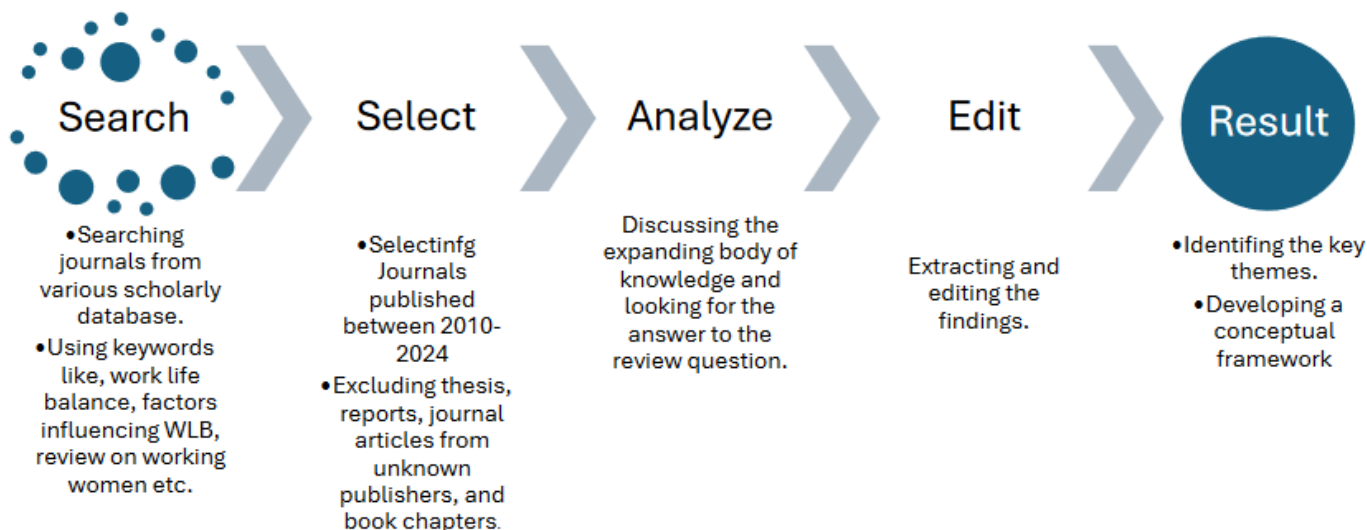 Search
Select
Analyze
Edit
Result
•Searching
journals from
various scholarly
database.
•Using keywords
like, work life
balance, factors
influencing WLB,
review on working
women etc.
•Selectinfg
Journals
published
between 2010-
2024
•Excluding thesis,
reports, journal
articles from
unknown
publishers, and
book chapters.
Discussing the
expanding body of
knowledge and
looking for the
answer to the
review question.
Extracting and
editing the
findings.
•Identifing the key
themes.
•Developing a
conceptual
framework